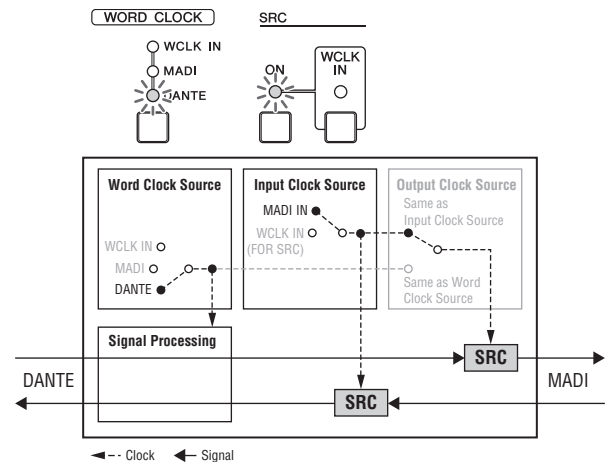 WORD CLOCK
SRC
WCLK IN
MADI
DANTE
ON
WCLK
IN
Word Clock Source
Input Clock Source
Output Clock Source
WCLK IN
MADI
DANTE
MADI IN
WCLK IN
(FOR SRC)
Same as
Input Clock Source
Same as Word
Clock Source
Signal Processing
SRC
SRC
DANTE
MADI
Clock
Signal